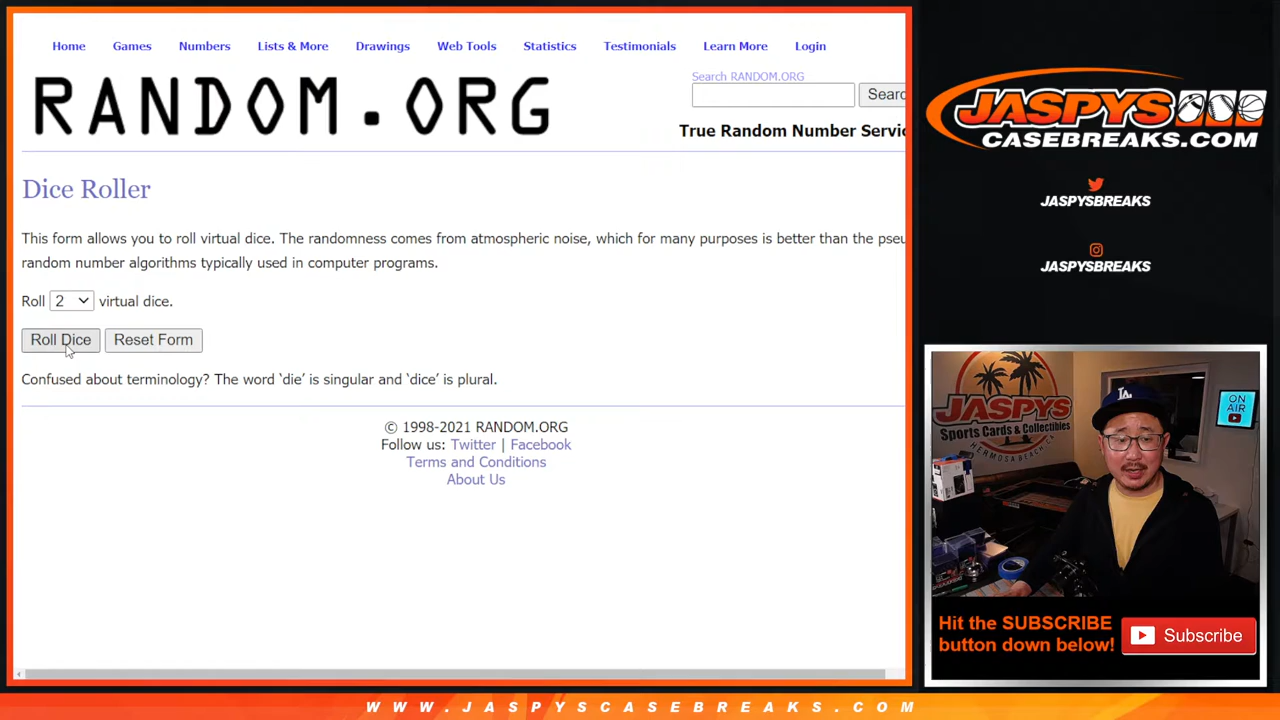 Home Games Numbers Lists & More Drawings Web Tools Statistics Testimonials Learn More Login
Search RANDOM.ORG
RANDOM.ORG
Searc
True Random Number Servic
Dice Roller
This form allows you to roll virtual dice. The randomness comes from atmospheric noise, which for many purposes is better than the pseu
random number algorithms typically used in computer programs.
Roll 2 virtual dice.
Roll Dice Reset Form
Confused about terminology? The word ‘die’ is singular and ‘dice’ is plural.
© 1998-2021 RANDOM.ORG
Follow us: Twitter | Facebook
Terms and Conditions
About Us
JASPYS
CASEBREAKS.COM
JASPYSBREAKS
JASPYSBREAKS
JASPYS
Sports Cards & Collectibles
HERMOSA BEACH, CA
LA
ON
AIR
Hit the SUBSCRIBE
button down below!
Subscribe
WWW.JASPYSCASEBREAKS.COM